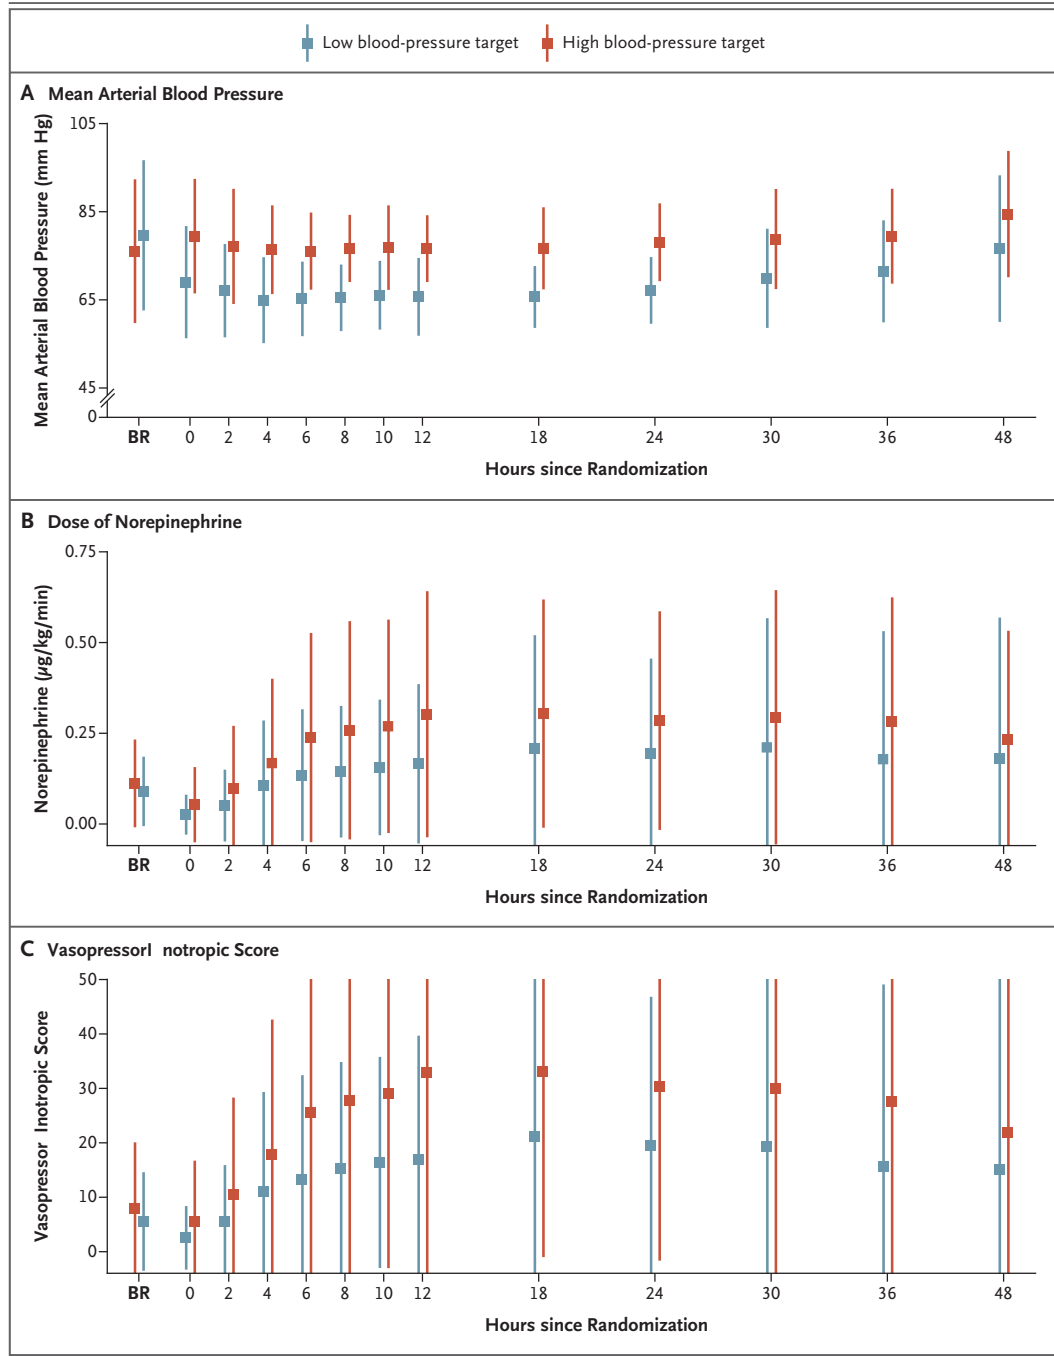 Low blood-pressure target
High blood-pressure target
A Mean Arterial Blood Pressure
Mean Arterial Blood Pressure (mm Hg)
105
85
65
45
0
BR 0 2 4 6 8 10 12 18 24 30 36 48
Hours since Randomization
B Dose of Norepinephrine
Norepinephrine (µg/kg/min)
0.75
0.50
0.25
0.00
BR 0 2 4 6 8 10 12 18 24 30 36 48
Hours since Randomization
C VasopressorI notropic Score
Vasopressor Inotropic Score
50
40
30
20
10
0
BR 0 2 4 6 8 10 12 18 24 30 36 48
Hours since Randomization